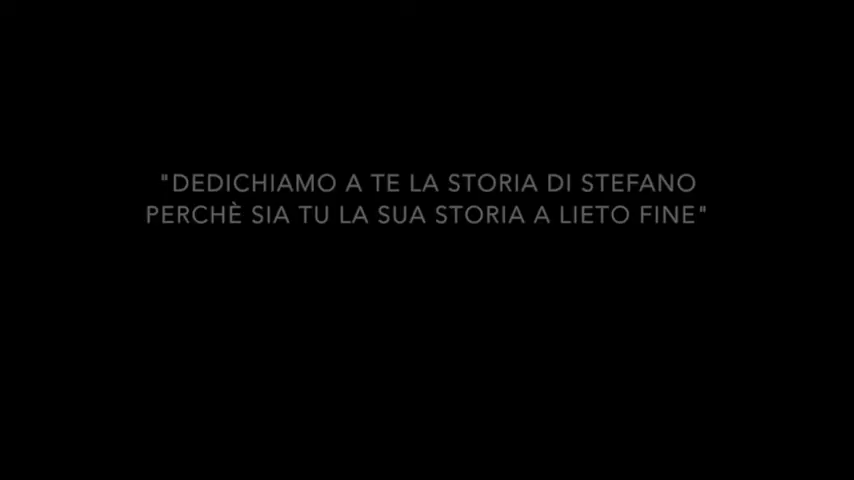 "DEDICHIAMO A TE LA STORIA DI STEFANO
PERCHÈ SIA TU LA SUA STORIA A LIETO FINE"